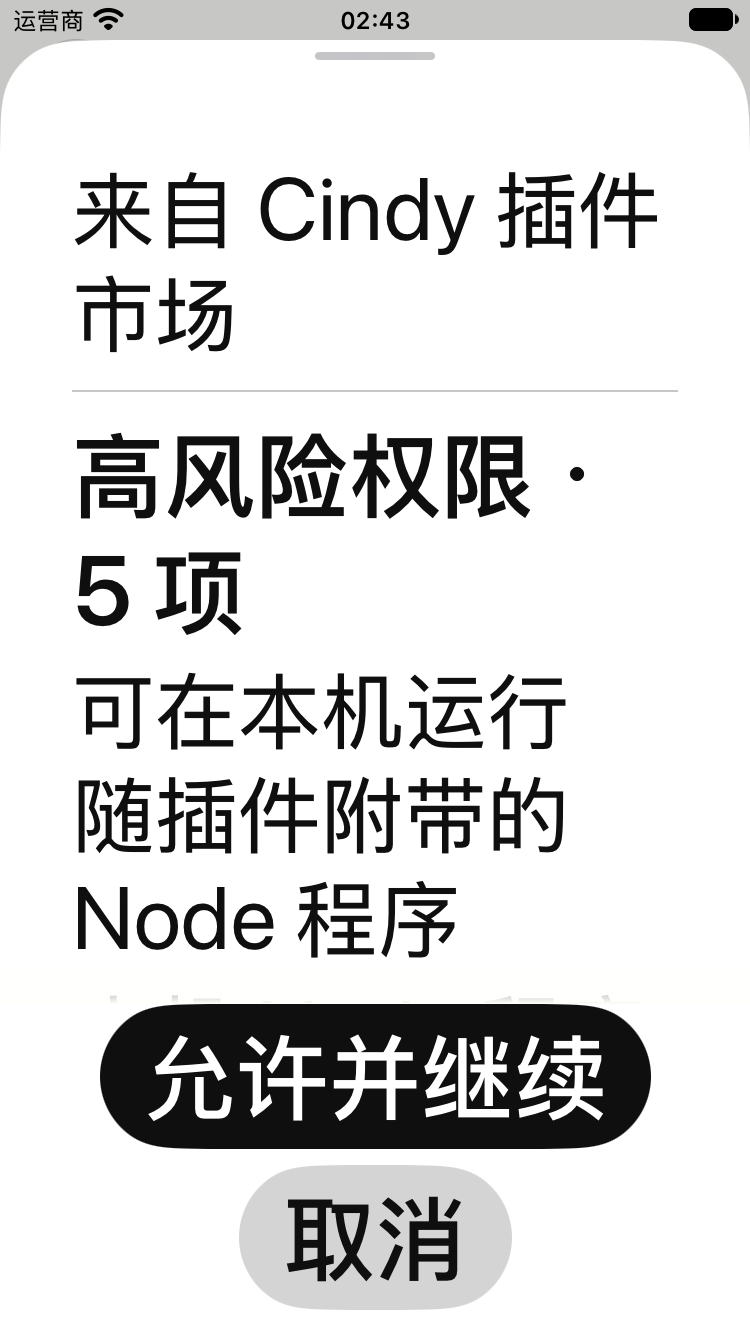 运营商
02:43
来自 Cindy 插件
市场
高风险权限 ·
5 项
可在本机运行
随插件附带的
Node 程序
允许并继续
取消